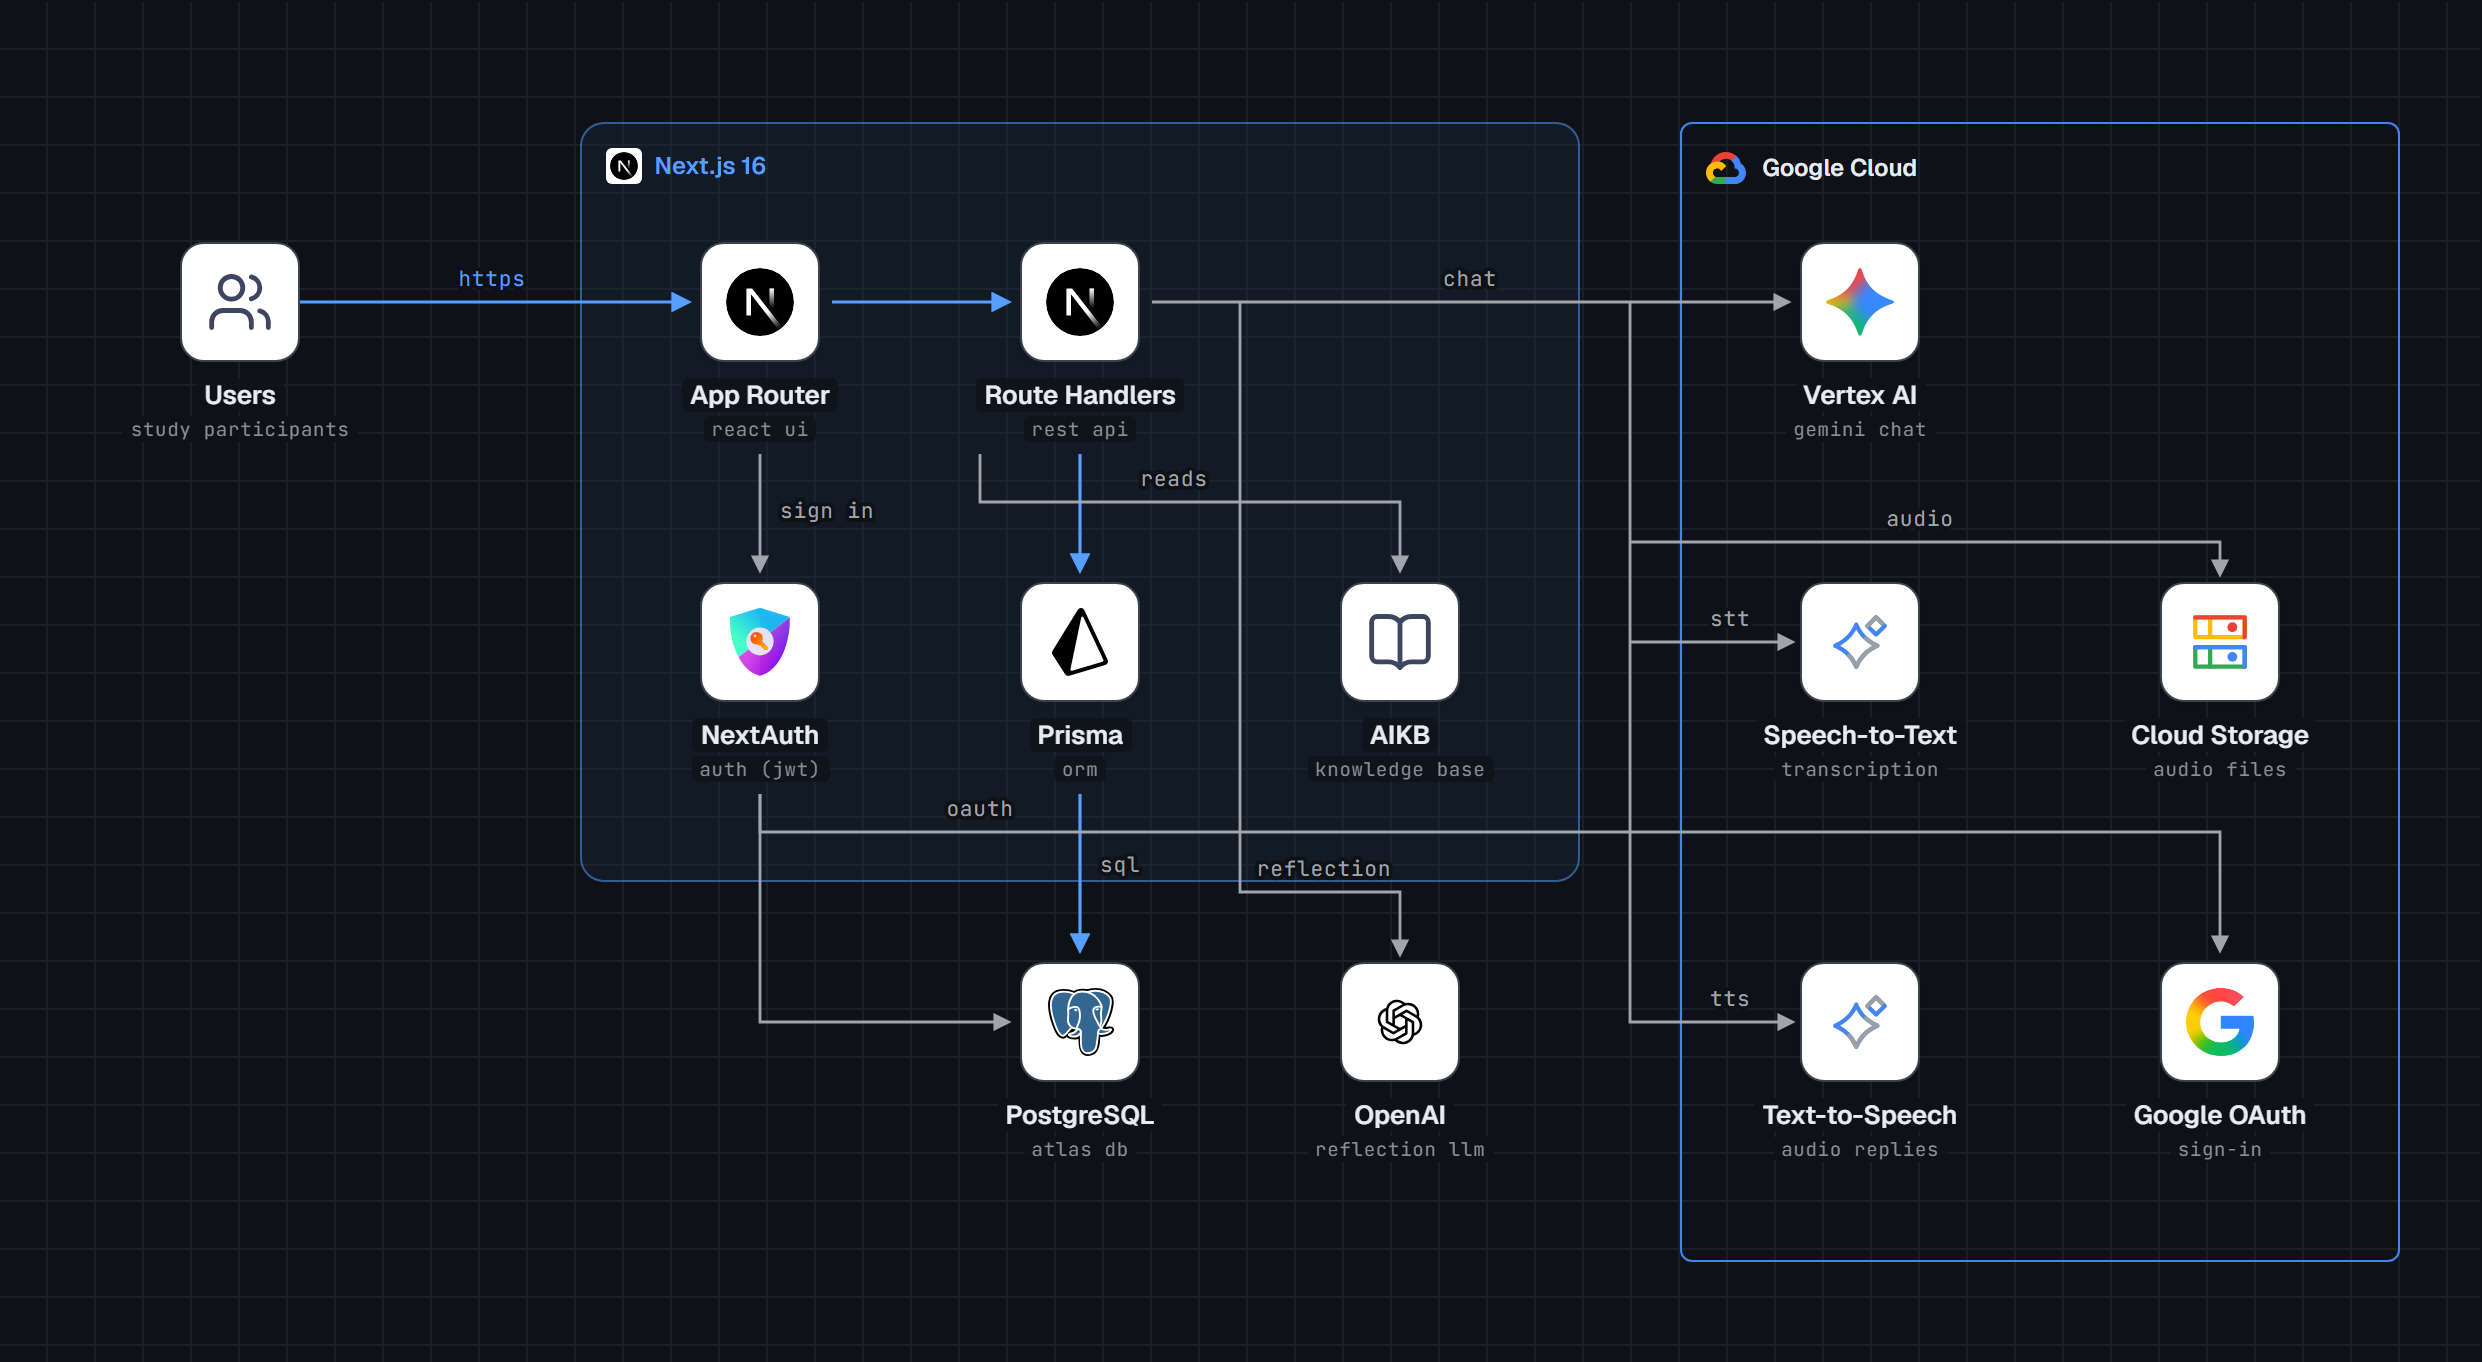 Next.js 16
Google Cloud
https
chat
Users
study participants
App Router
react ui
Route Handlers
rest api
Vertex AI
gemini chat
reads
sign in
audio
stt
NextAuth
auth (jwt)
Prisma
orm
AIKB
knowledge base
Speech-to-Text
transcription
Cloud Storage
audio files
oauth
sql
reflection
tts
PostgreSQL
atlas db
OpenAI
reflection llm
Text-to-Speech
audio replies
Google OAuth
sign-in